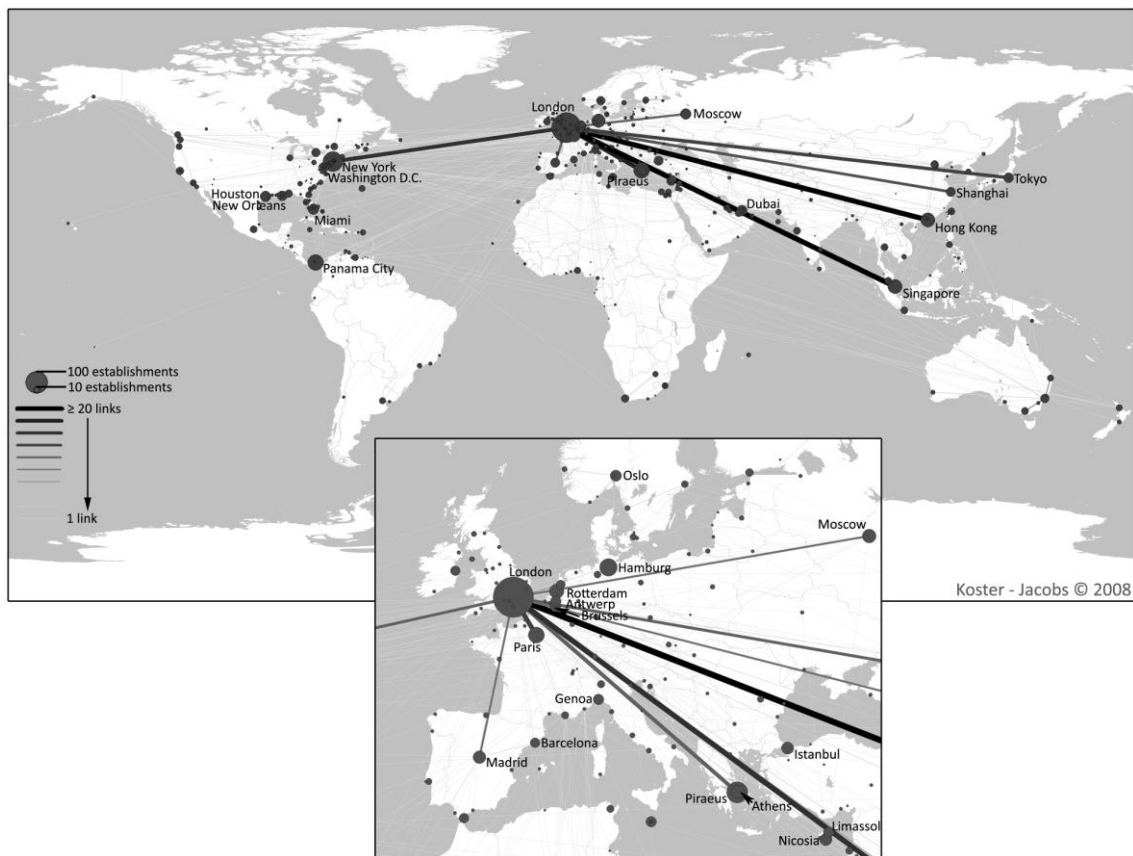 London
Moscow
New York
Washington D.C.
Houston
New Orleans
Miami
Piraeus
Dubai
Tokyo
Shanghai
Hong Kong
Panama City
Singapore
100 establishments
10 establishments
≥ 20 links
1 link
Koster - Jacobs © 2008
Oslo
Moscow
London
Hamburg
Rotterdam
Antwerp
Brussels
Paris
Genoa
Barcelona
Madrid
Istanbul
Piraeus
Athens
Limassol
Nicosia